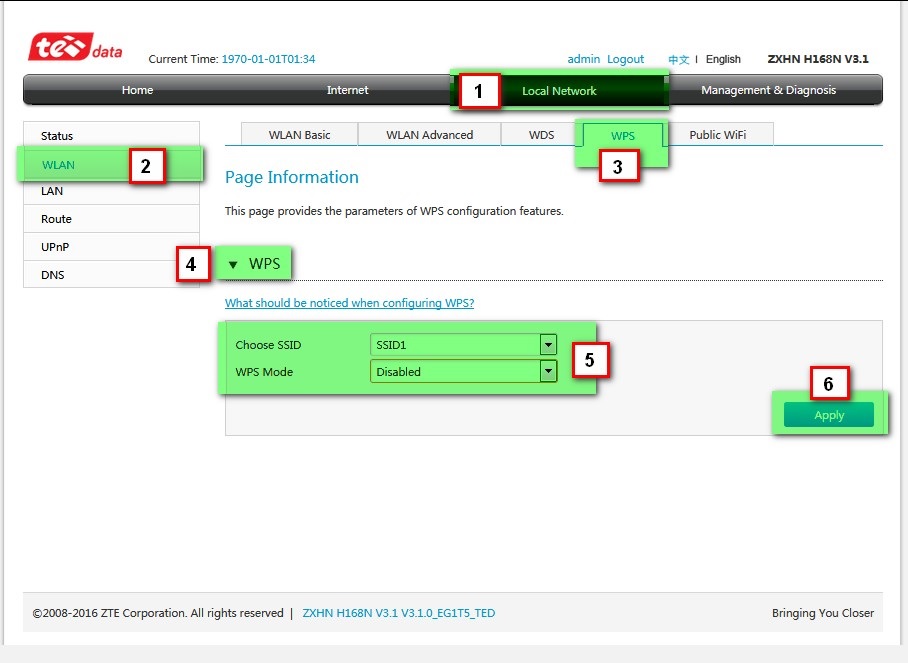 te data
Current Time: 1970-01-01T01:34
admin Logout 中文 | English ZXHN H168N V3.1
Home Internet 1 Local Network Management & Diagnosis
Status
WLAN 2
LAN
Route
UPnP
DNS
WLAN Basic WLAN Advanced WDS WPS Public WiFi
3
Page Information
This page provides the parameters of WPS configuration features.
4 ▼ WPS
What should be noticed when configuring WPS?
Choose SSID SSID1
WPS Mode Disabled
5
6
Apply
©2008-2016 ZTE Corporation. All rights reserved | ZXHN H168N V3.1 V3.1.0_EG1T5_TED Bringing You Closer